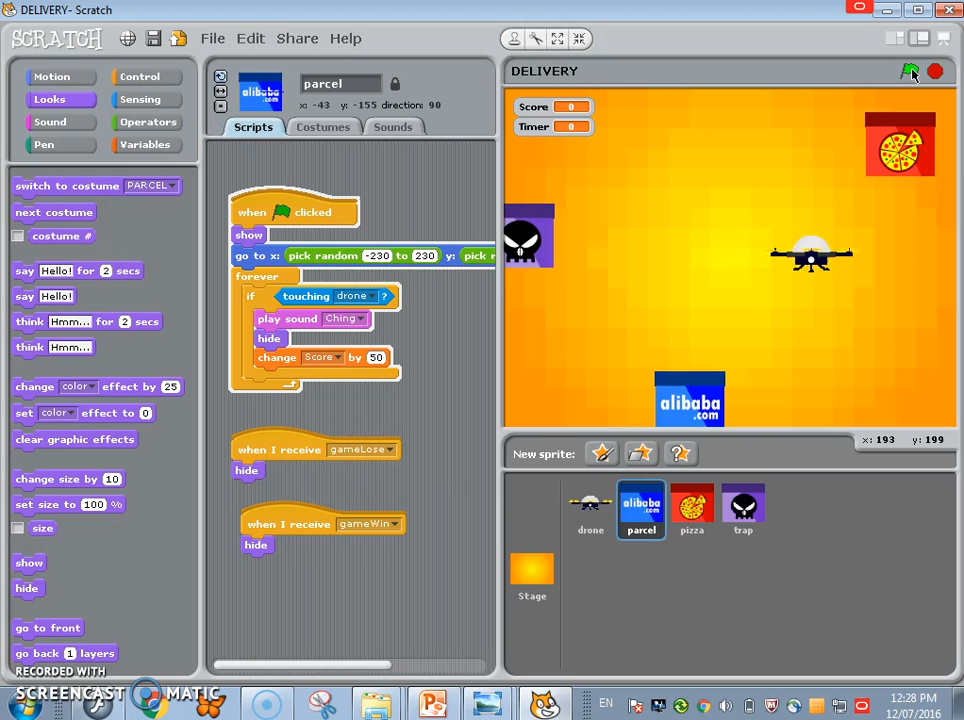 DELIVERY- Scratch
SCRATCH
File Edit Share Help
Motion Control
Looks Sensing
Sound Operators
Pen Variables
switch to costume PARCEL
next costume
costume #
say Hello! for 2 secs
say Hello!
think Hmm... for 2 secs
think Hmm...
change color effect by 25
set color effect to 0
clear graphic effects
change size by 10
set size to 100 %
size
show
hide
go to front
go back 1 layers
parcel
x: -43 y: -155 direction: 90
alibaba
.com
Scripts Costumes Sounds
when clicked
show
go to x: pick random -230 to 230 y: pick r
forever
if touching drone ?
play sound Ching
hide
change Score by 50
when I receive gameLose
hide
when I receive gameWin
hide
DELIVERY
Score 0
Timer 0
alibaba
.com
x: 193 y: 199
New sprite:
alibaba
.com
drone parcel pizza trap
Stage
RECORDED WITH
SCREENCAST MATIC
EN
12:28 PM
12/07/2016